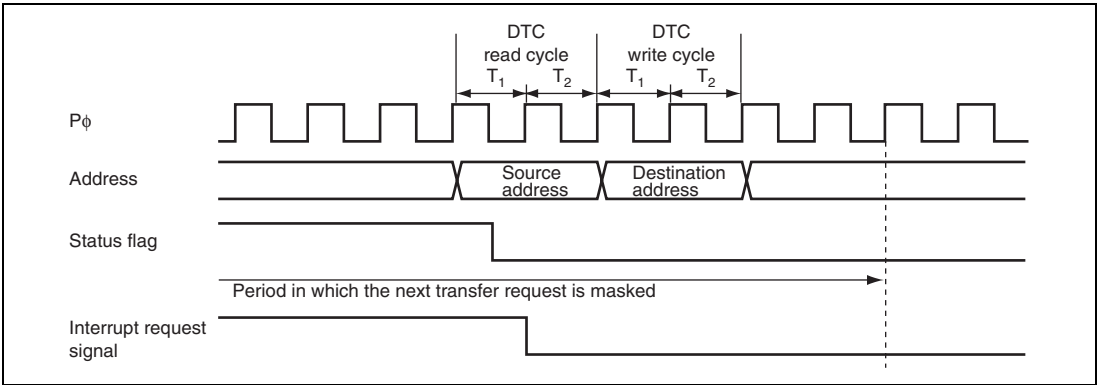 DTC
read cycle
DTC
write cycle
T1
T2
T1
T2
Pϕ
Address
Source
address
Destination
address
Status flag
Period in which the next transfer request is masked
Interrupt request
signal